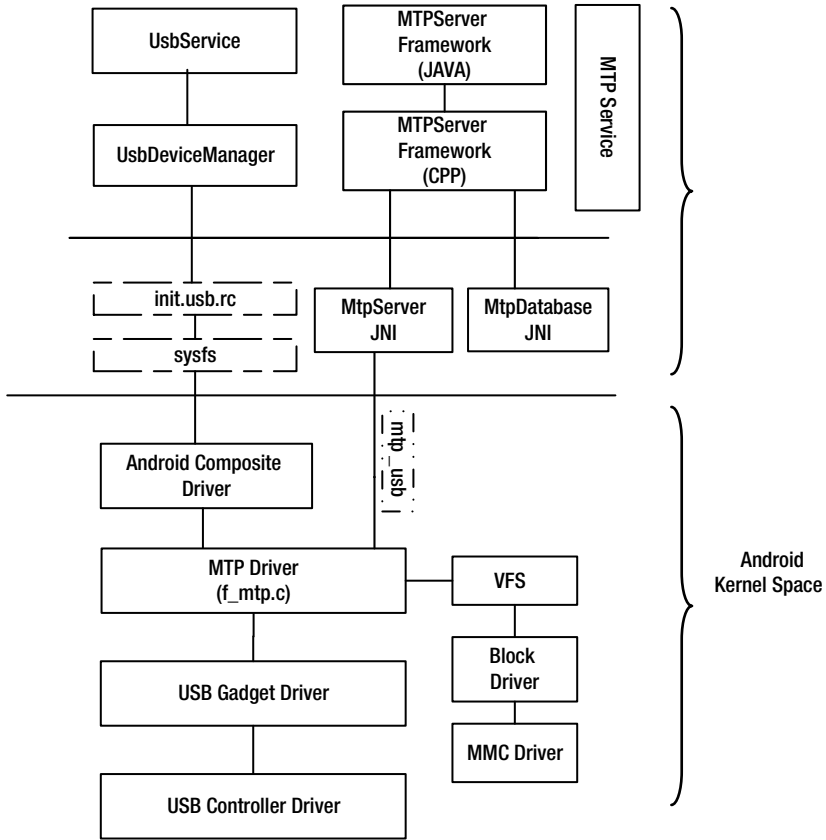 UsbService
MTPServer
Framework
(JAVA)
MTP Service
UsbDeviceManager
MTPServer
Framework
(CPP)
init.usb.rc
sysfs
MtpServer
JNI
MtpDatabase
JNI
mtp_usb
Android Composite
Driver
MTP Driver
(f_mtp.c)
VFS
Android
Kernel Space
USB Gadget Driver
Block
Driver
MMC Driver
USB Controller Driver